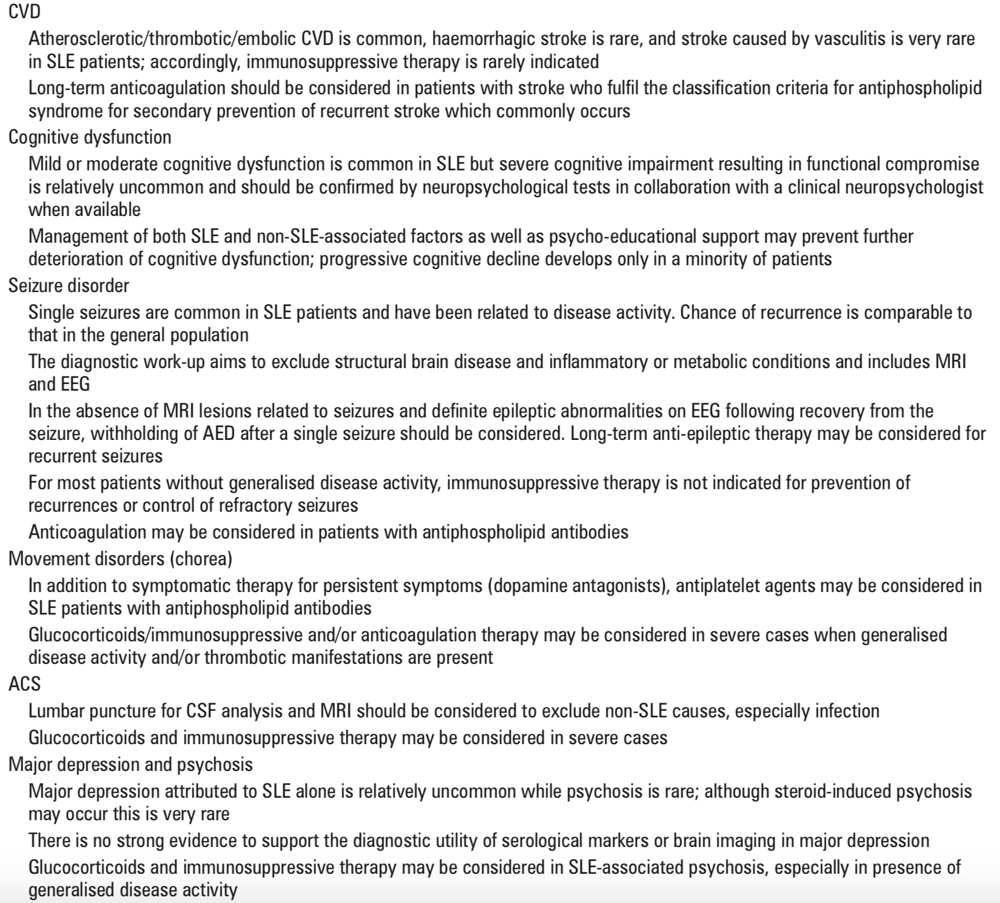 CVD
Atherosclerotic/thrombotic/embolic CVD is common, haemorrhagic stroke is rare, and stroke caused by vasculitis is very rare
in SLE patients; accordingly, immunosuppressive therapy is rarely indicated
Long-term anticoagulation should be considered in patients with stroke who fulfil the classification criteria for antiphospholipid
syndrome for secondary prevention of recurrent stroke which commonly occurs
Cognitive dysfunction
Mild or moderate cognitive dysfunction is common in SLE but severe cognitive impairment resulting in functional compromise
is relatively uncommon and should be confirmed by neuropsychological tests in collaboration with a clinical neuropsychologist
when available
Management of both SLE and non-SLE-associated factors as well as psycho-educational support may prevent further
deterioration of cognitive dysfunction; progressive cognitive decline develops only in a minority of patients
Seizure disorder
Single seizures are common in SLE patients and have been related to disease activity. Chance of recurrence is comparable to
that in the general population
The diagnostic work-up aims to exclude structural brain disease and inflammatory or metabolic conditions and includes MRI
and EEG
In the absence of MRI lesions related to seizures and definite epileptic abnormalities on EEG following recovery from the
seizure, withholding of AED after a single seizure should be considered. Long-term anti-epileptic therapy may be considered for
recurrent seizures
For most patients without generalised disease activity, immunosuppressive therapy is not indicated for prevention of
recurrences or control of refractory seizures
Anticoagulation may be considered in patients with antiphospholipid antibodies
Movement disorders (chorea)
In addition to symptomatic therapy for persistent symptoms (dopamine antagonists), antiplatelet agents may be considered in
SLE patients with antiphospholipid antibodies
Glucocorticoids/immunosuppressive and/or anticoagulation therapy may be considered in severe cases when generalised
disease activity and/or thrombotic manifestations are present
ACS
Lumbar puncture for CSF analysis and MRI should be considered to exclude non-SLE causes, especially infection
Glucocorticoids and immunosuppressive therapy may be considered in severe cases
Major depression and psychosis
Major depression attributed to SLE alone is relatively uncommon while psychosis is rare; although steroid-induced psychosis
may occur this is very rare
There is no strong evidence to support the diagnostic utility of serological markers or brain imaging in major depression
Glucocorticoids and immunosuppressive therapy may be considered in SLE-associated psychosis, especially in presence of
generalised disease activity